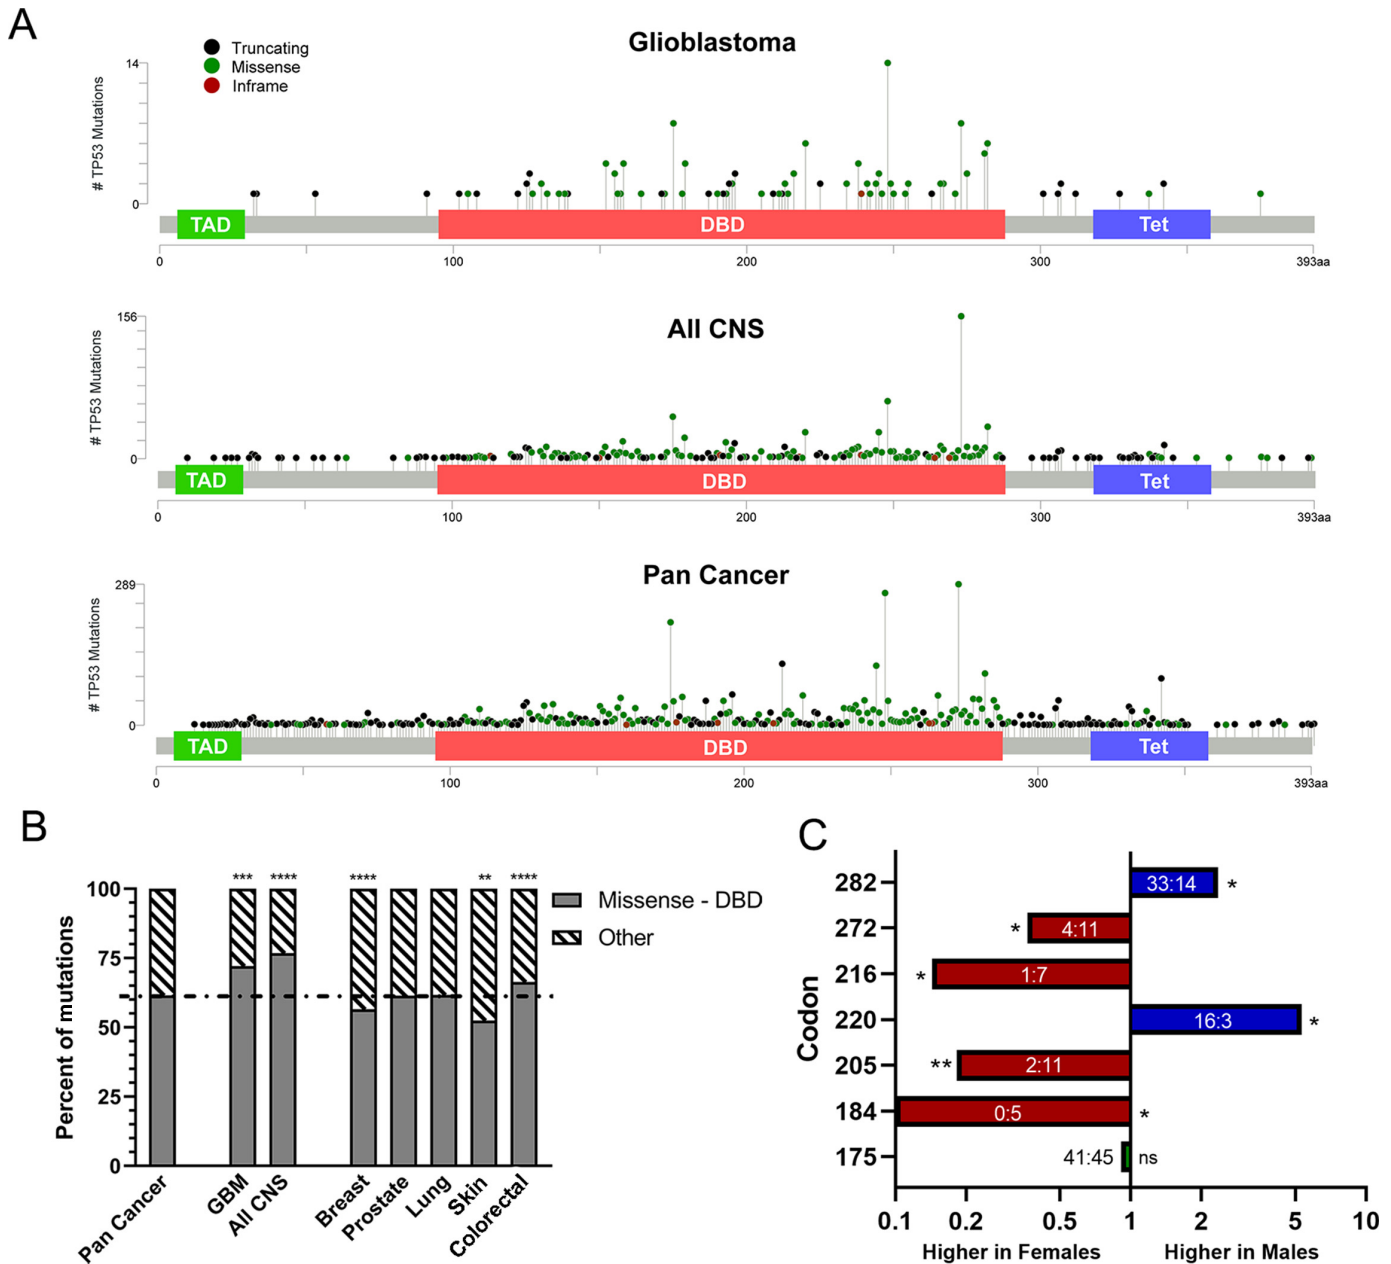 A
Glioblastoma
Truncating
Missense
Inframe
# TP53 Mutations
14
0
TAD
DBD
Tet
0
100
200
300
393aa
All CNS
# TP53 Mutations
156
0
TAD
DBD
Tet
0
100
200
300
393aa
Pan Cancer
# TP53 Mutations
289
0
TAD
DBD
Tet
0
100
200
300
393aa
B
Percent of mutations
100
75
50
25
0
***
****
****
**
****
Missense - DBD
Other
Pan Cancer
GBM
All CNS
Breast
Prostate
Lung
Skin
Colorectal
C
Codon
282
33:14
*
272
*
4:11
216
*
1:7
220
16:3
*
205
**
2:11
184
0:5
*
175
41:45
ns
0.1
0.2
0.5
1
2
5
10
Higher in Females
Higher in Males